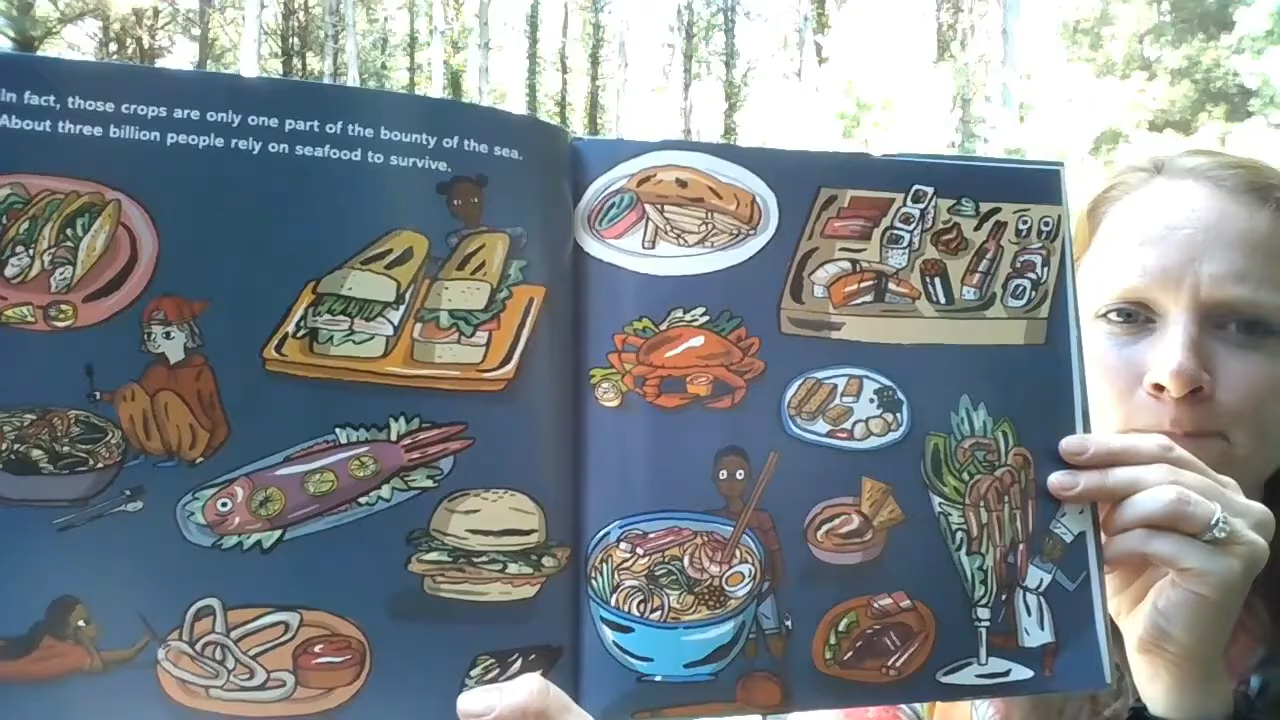 In fact, those crops are only one part of the bounty of the sea.
About three billion people rely on seafood to survive.